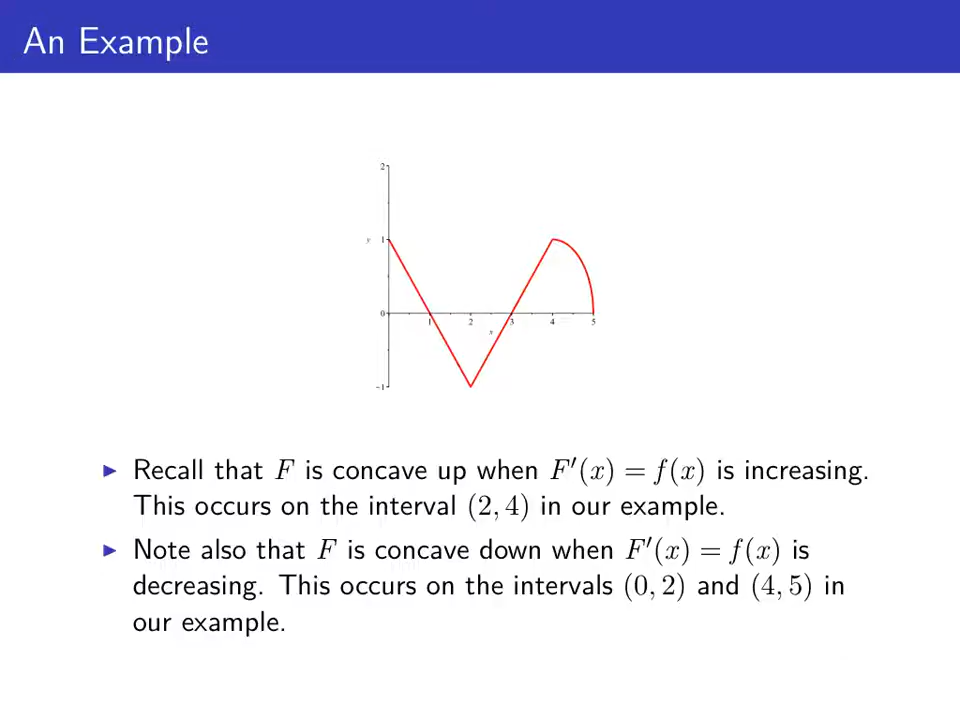 An Example
2
y 1
0
1 2 3 4 5
x
−1
▶ Recall that F is concave up when F′(x) = f(x) is increasing.
This occurs on the interval (2, 4) in our example.
▶ Note also that F is concave down when F′(x) = f(x) is
decreasing. This occurs on the intervals (0, 2) and (4, 5) in
our example.